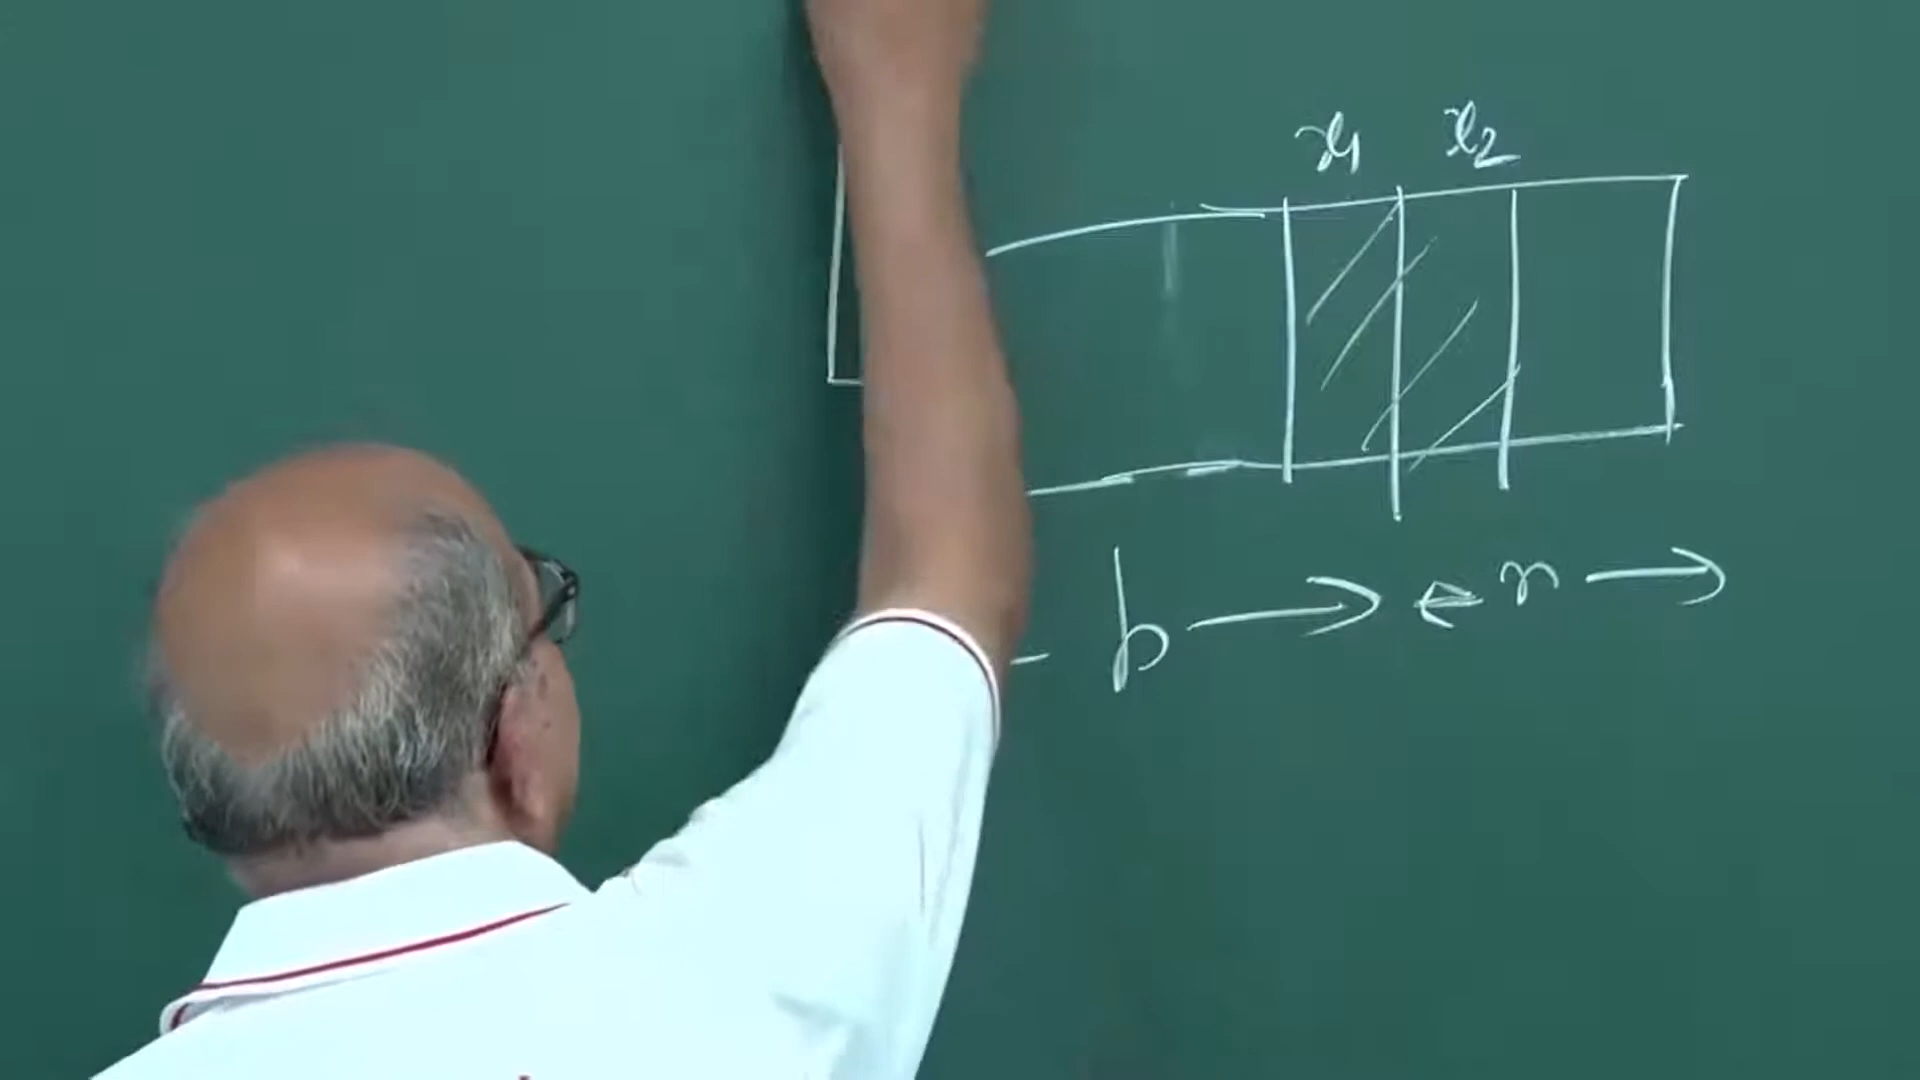 x1 x2
b → ← n →